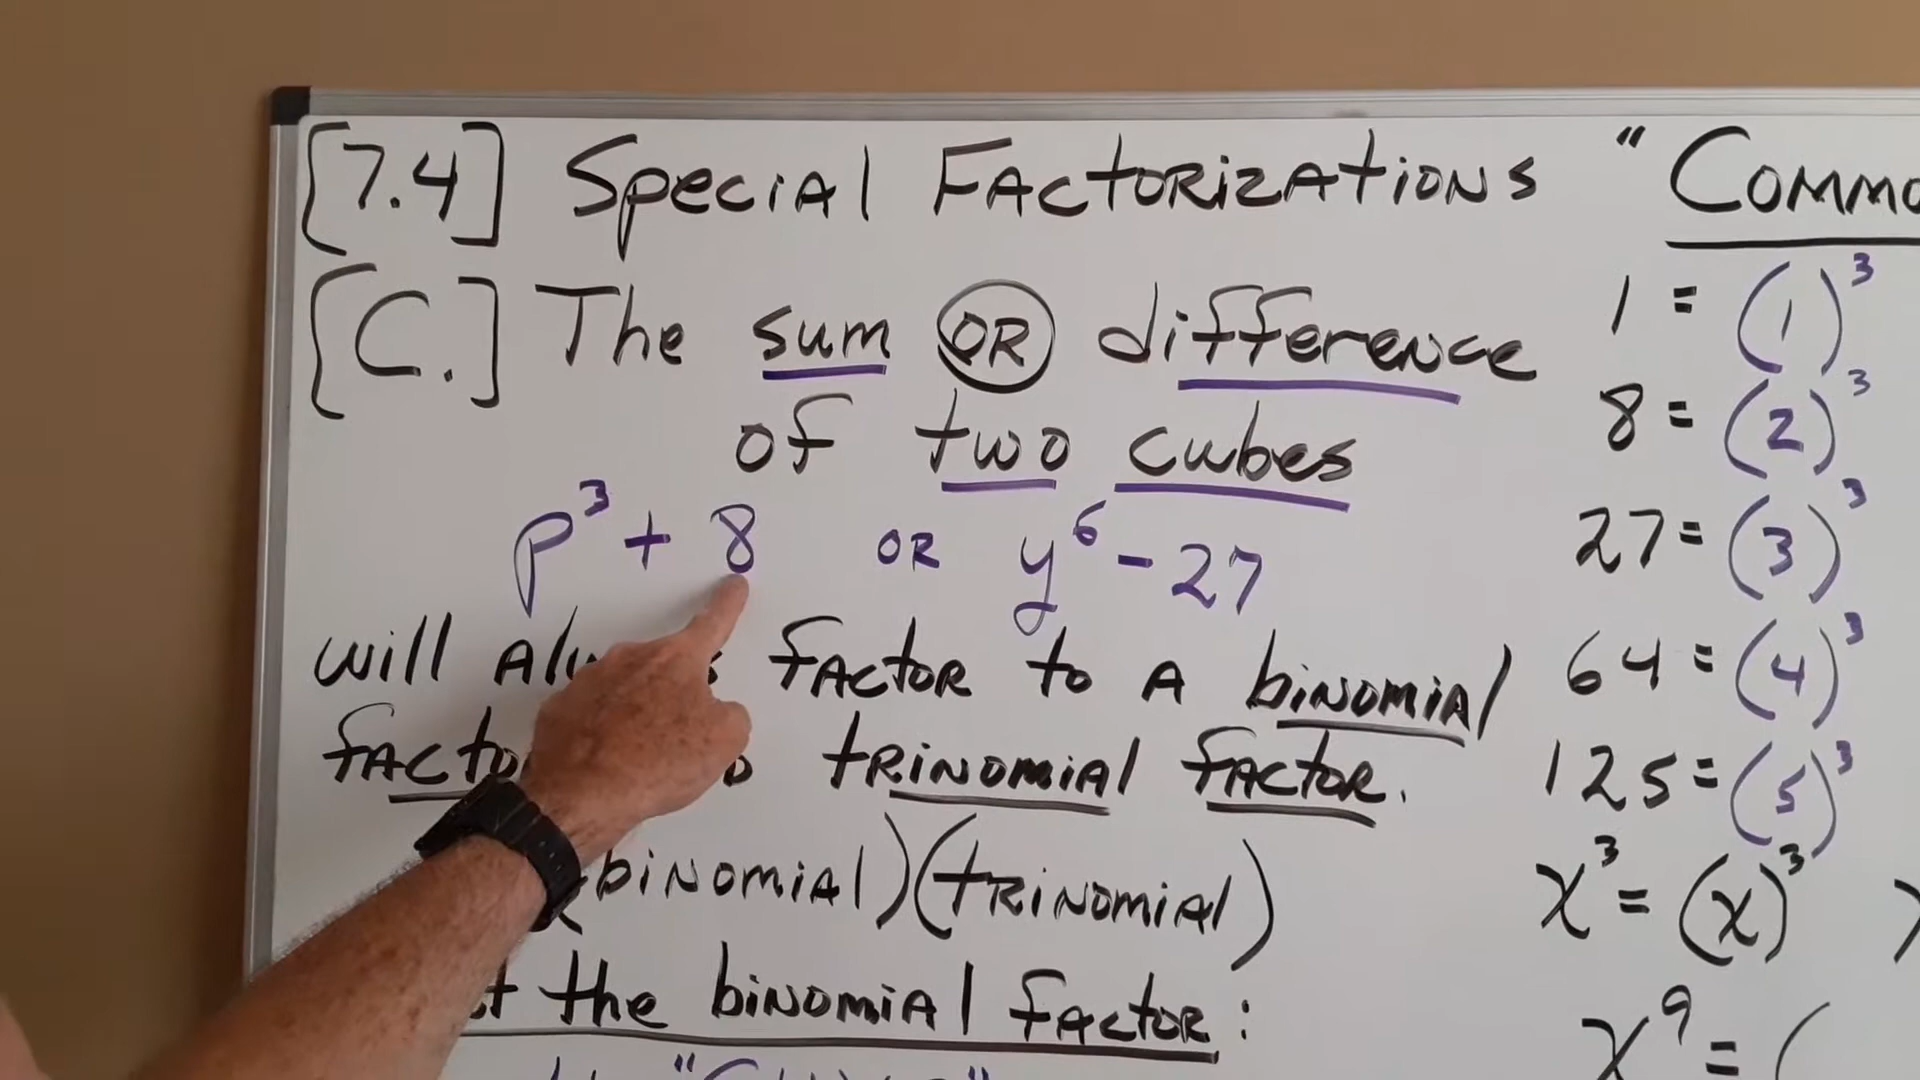 [7.4] Special Factorizations
[C.] The sum OR difference
of two cubes
p³ + 8 OR y⁶ - 27
will factor to a binomial
trinomial factor.
(binomial)(trinomial)
the binomial factor:
"Commo
1 = (1)³
8 = (2)³
27 = (3)³
64 = (4)³
125 = (5)³
x³ = (x)³
x⁹ = (